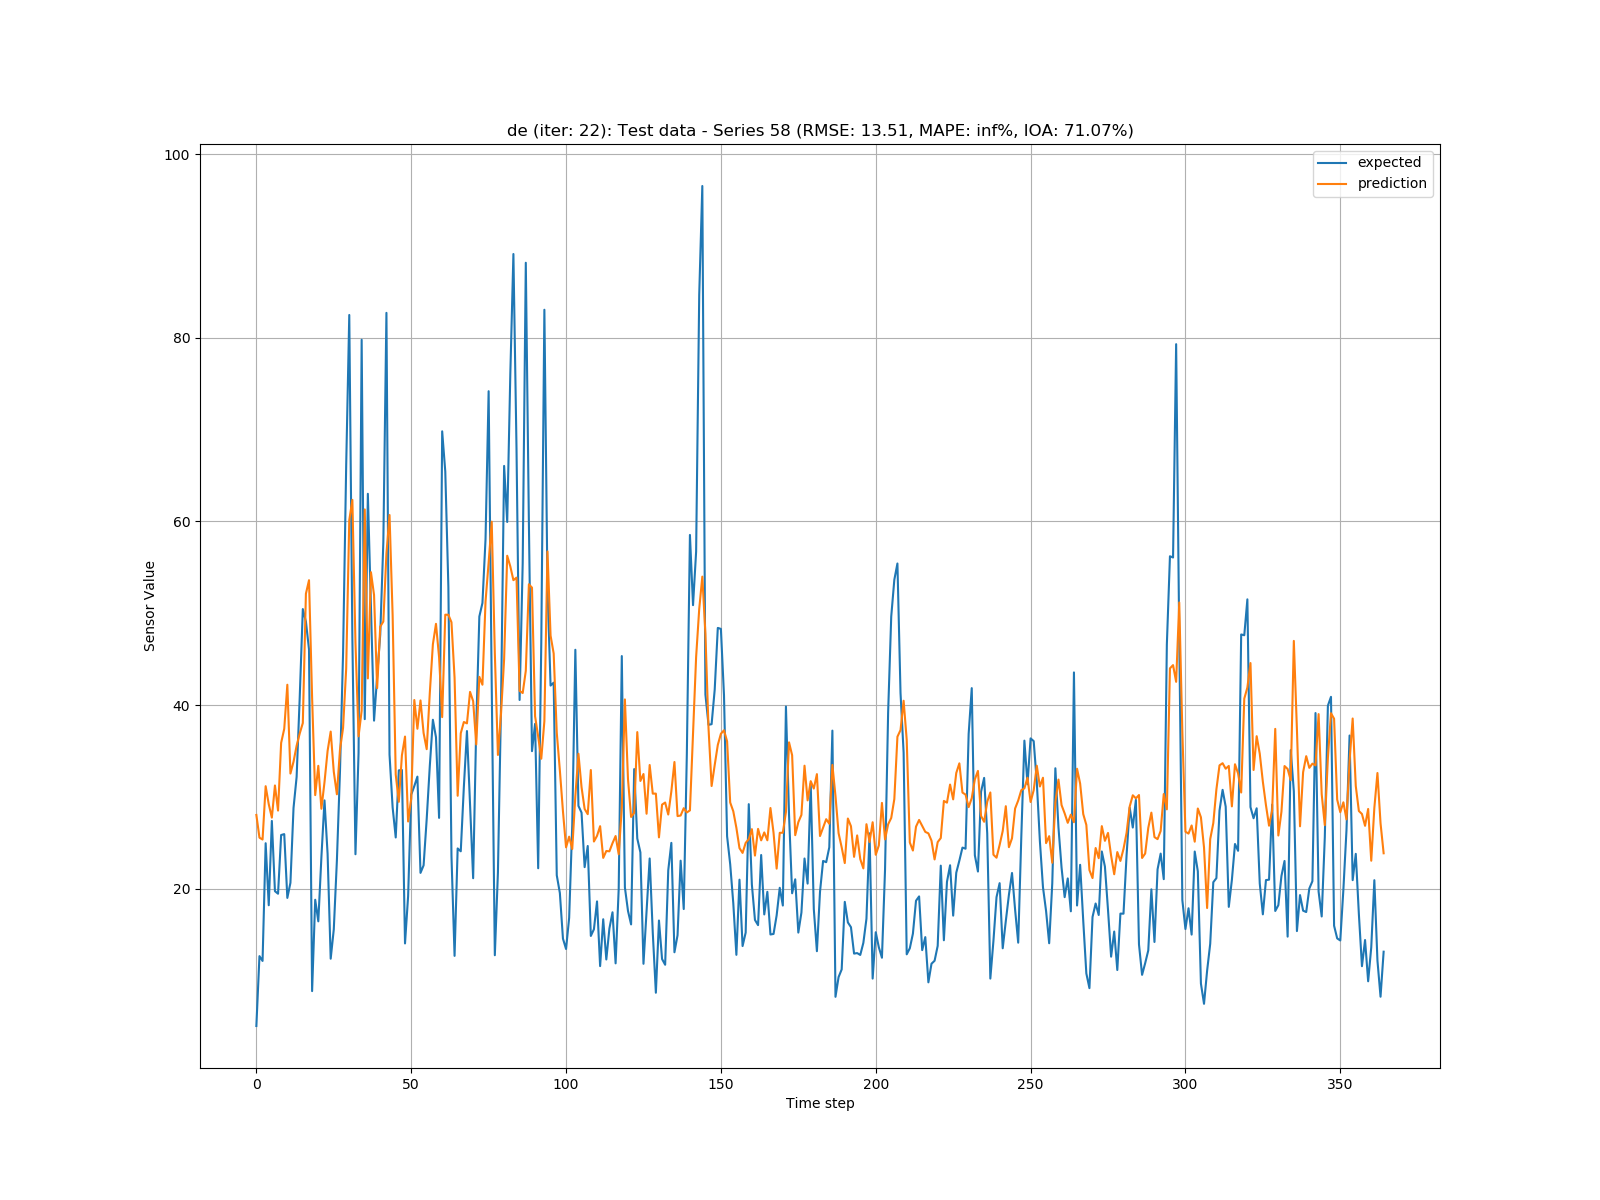 de (iter: 22): Test data - Series 58 (RMSE: 13.51, MAPE: inf%, IOA: 71.07%)
expected
prediction
100
80
60
40
20
Sensor Value
0 50 100 150 200 250 300 350
Time step